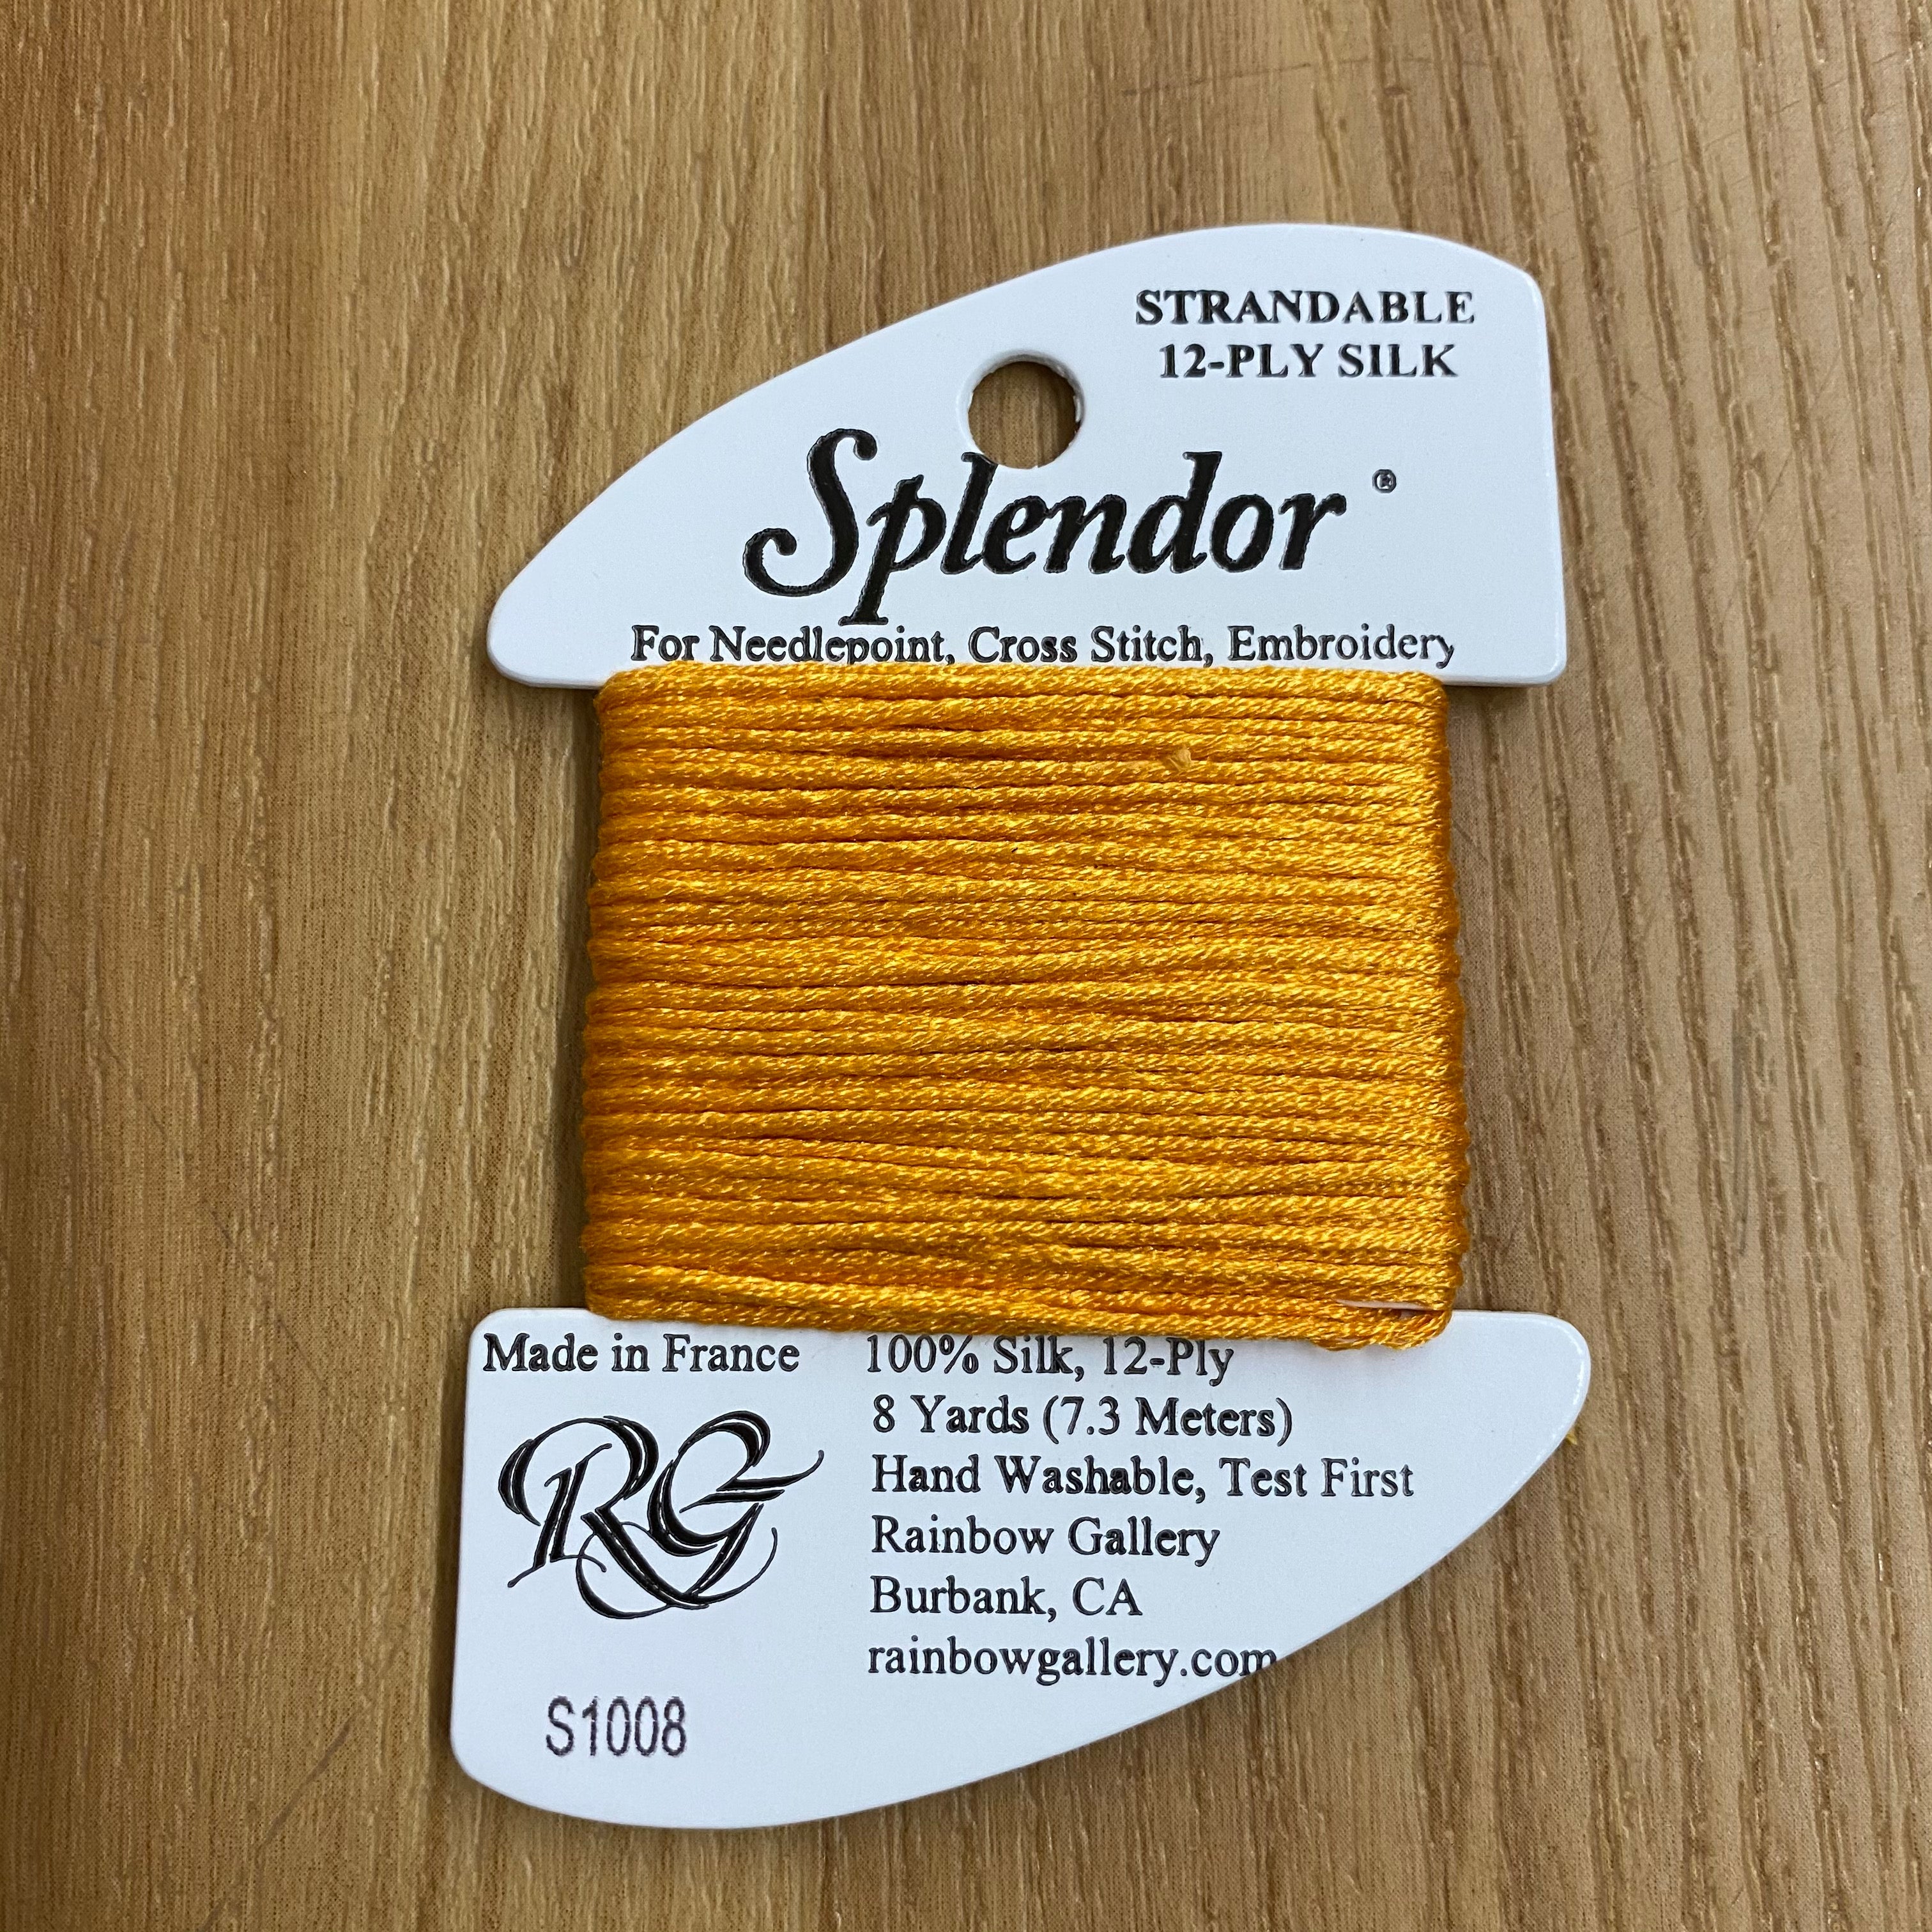 STRANDABLE
12-PLY SILK
Splendor ®
For Needlepoint, Cross Stitch, Embroidery
Made in France
100% Silk, 12-Ply
8 Yards (7.3 Meters)
Hand Washable, Test First
Rainbow Gallery
Burbank, CA
rainbowgallery.com
RG
S1008